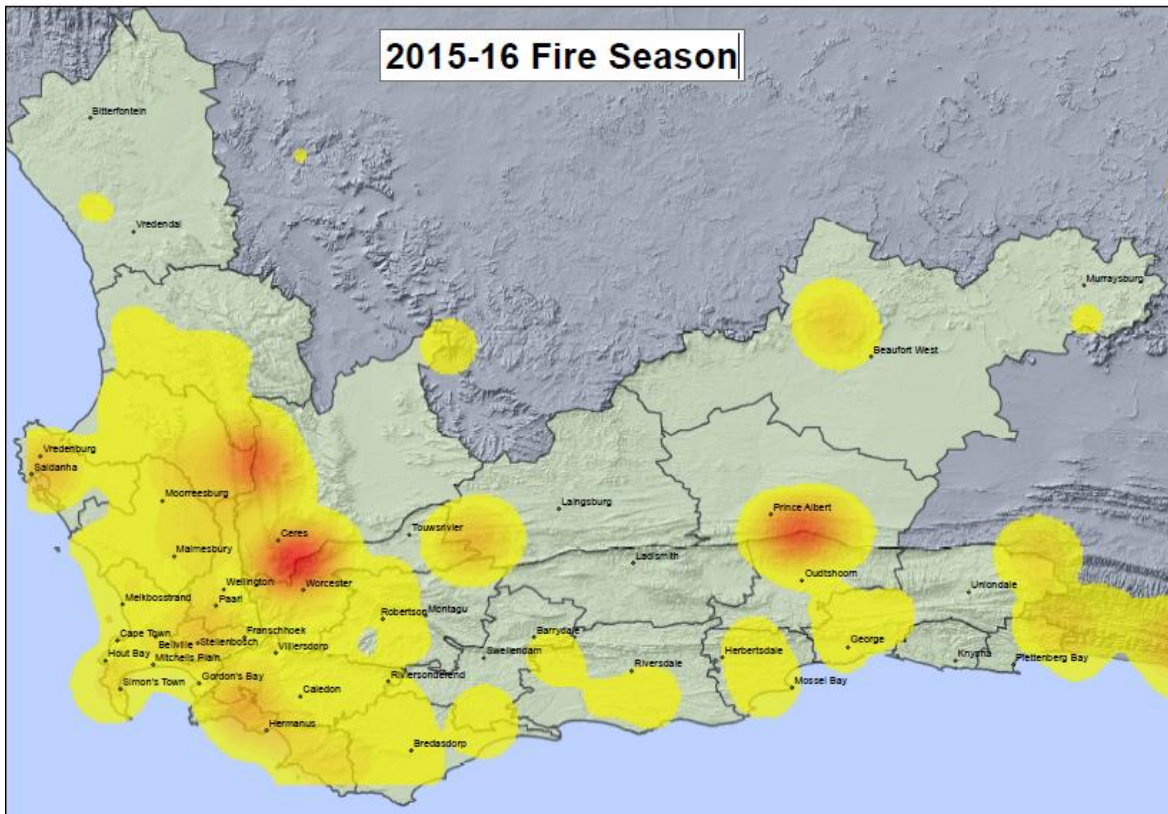 2015-16 Fire Season
Bitterfontein
Vredendal
Murraysburg
Beaufort West
Vredenburg
Saldanha
Moorreesburg
Laingsburg
Prince Albert
Ceres
Touwsrivier
Malmesbury
Ladismith
Wellington
Worcester
Oudtshoorn
Uniondale
Melkbosstrand
Paarl
Robertson
Montagu
Cape Town
Bellville
Stellenbosch
Franschhoek
Barrydale
George
Hout Bay
Mitchells Plain
Villiersdorp
Swellendam
Riversdale
Herbertsdale
Knysna
Plettenberg Bay
Simon's Town
Gordon's Bay
Caledon
Riviersonderend
Mossel Bay
Hermanus
Bredasdorp